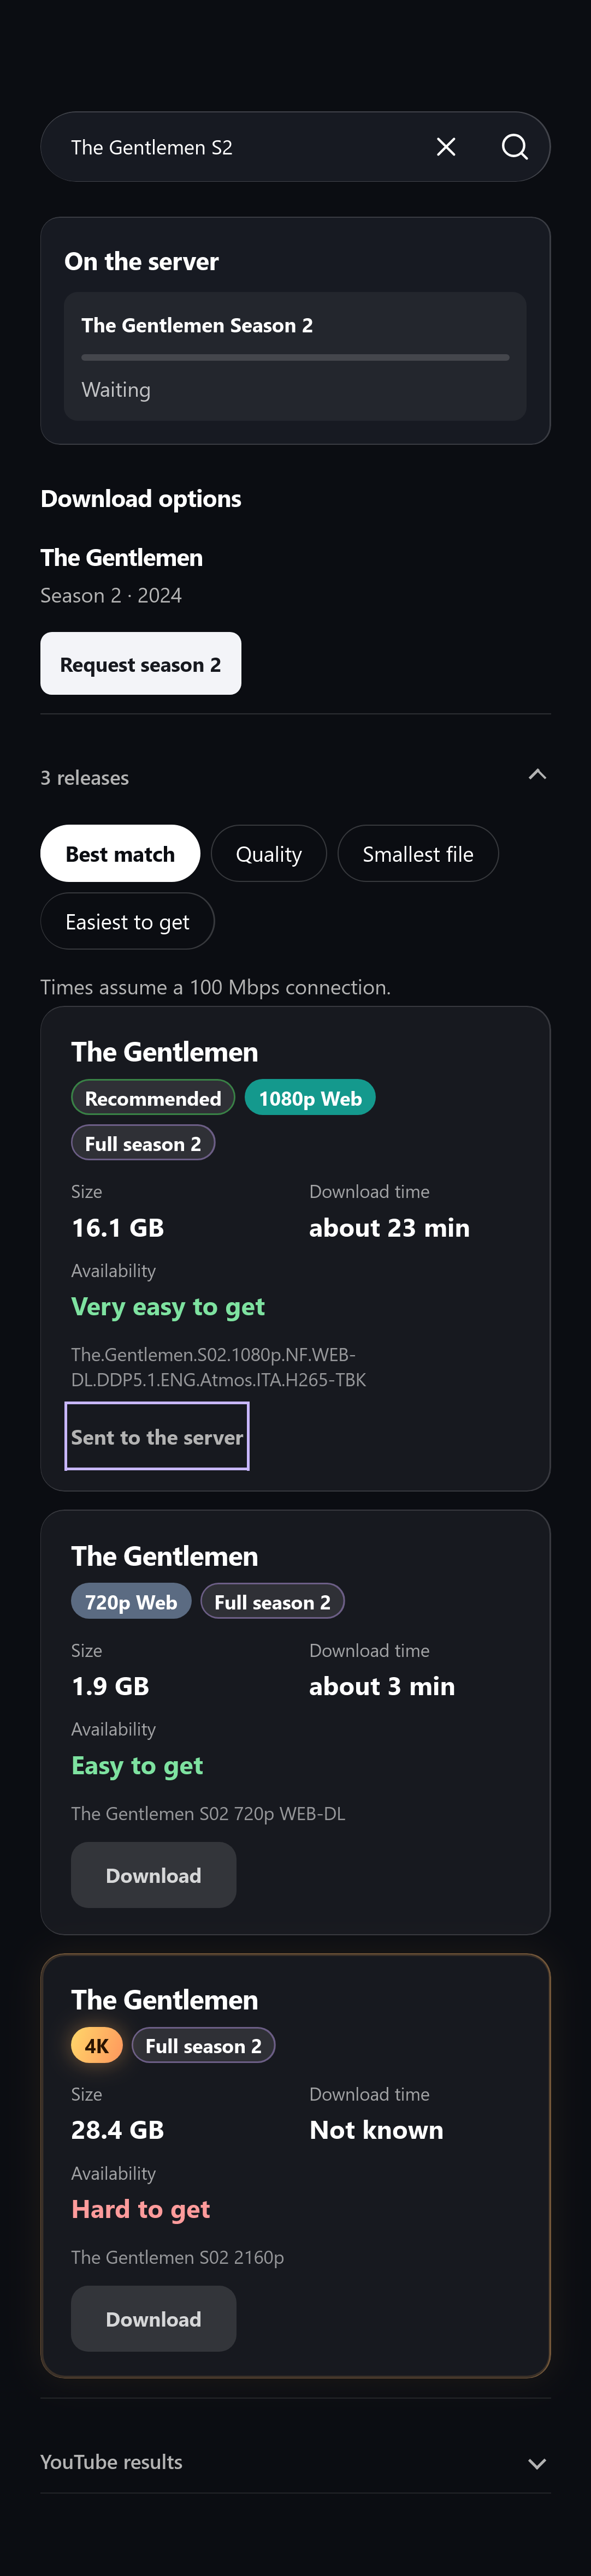 The Gentlemen S2
On the server
The Gentlemen Season 2
Waiting
Download options
The Gentlemen
Season 2 · 2024
Request season 2
3 releases
Best match
Quality
Smallest file
Easiest to get
Times assume a 100 Mbps connection.
The Gentlemen
Recommended
1080p Web
Full season 2
Size
Download time
16.1 GB
about 23 min
Availability
Very easy to get
The.Gentlemen.S02.1080p.NF.WEB-
DL.DDP5.1.ENG.Atmos.ITA.H265-TBK
Sent to the server
The Gentlemen
720p Web
Full season 2
Size
Download time
1.9 GB
about 3 min
Availability
Easy to get
The Gentlemen S02 720p WEB-DL
Download
The Gentlemen
4K
Full season 2
Size
Download time
28.4 GB
Not known
Availability
Hard to get
The Gentlemen S02 2160p
Download
YouTube results